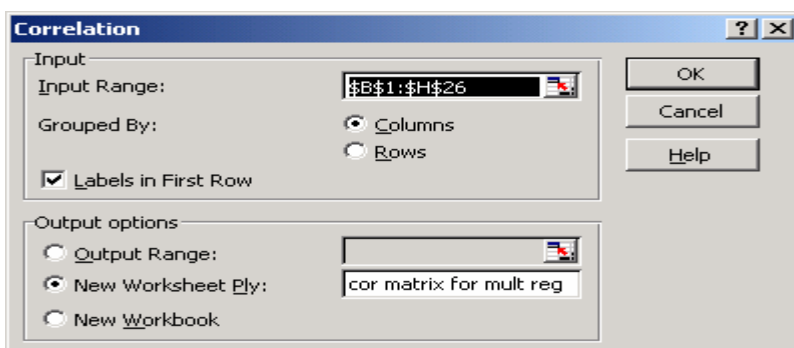 Correlation
Input
Input Range: $B$1:$H$26
Grouped By: Columns
Rows
Labels in First Row
OK
Cancel
Help
Output options
Output Range:
New Worksheet Ply: cor matrix for mult reg
New Workbook